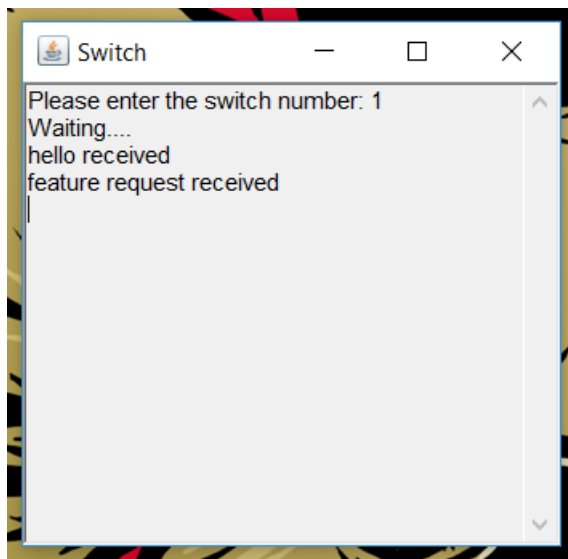 Switch
Please enter the switch number: 1
Waiting....
hello received
feature request received